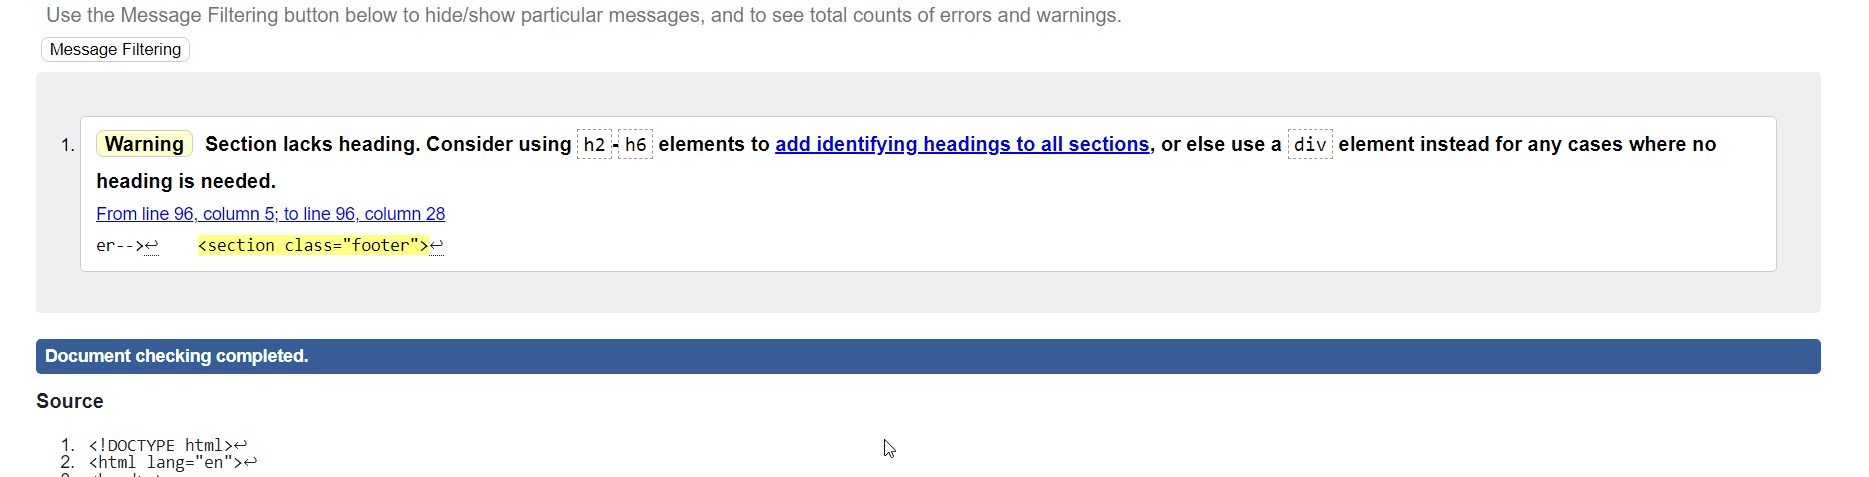 Use the Message Filtering button below to hide/show particular messages, and to see total counts of errors and warnings.
Message Filtering
1. Warning Section lacks heading. Consider using h2-h6 elements to add identifying headings to all sections, or else use a div element instead for any cases where no
heading is needed.
From line 96, column 5; to line 96, column 28
er-->↩    <section class="footer">↩
Document checking completed.
Source
1. <!DOCTYPE html>↩
2. <html lang="en">↩